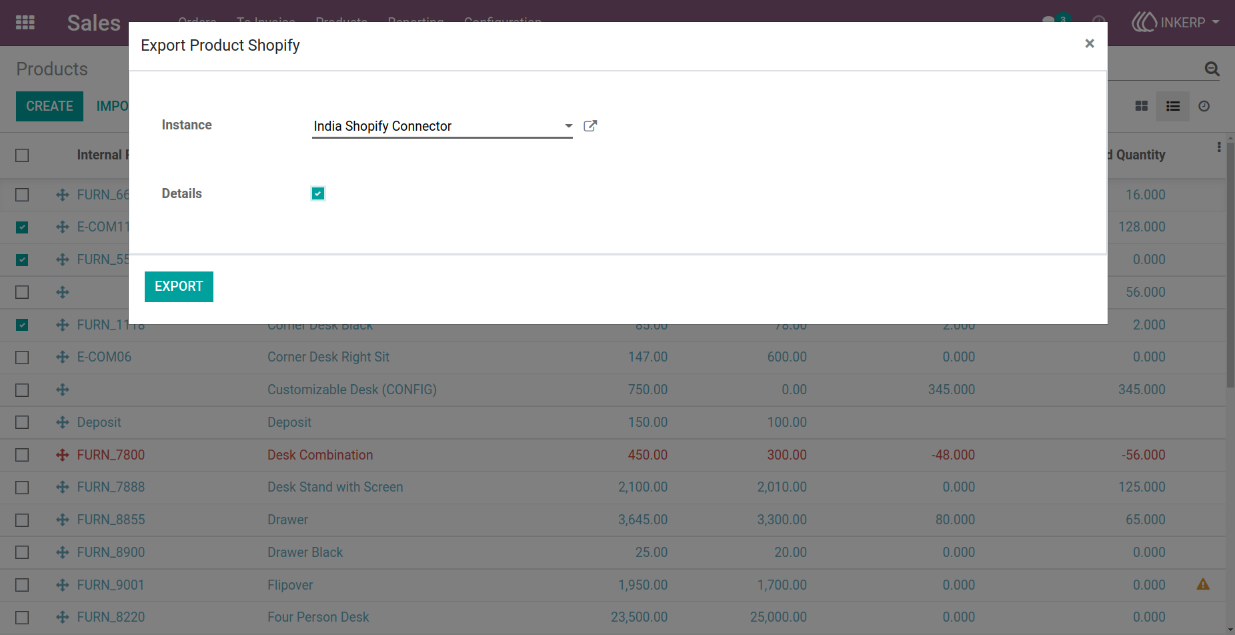 Sales Orders To Invoice Products Reporting Configuration 3 INKERP
Export Product Shopify ×
Products
CREATE IMPO
Instance India Shopify Connector
Internal d Quantity
Details
FURN_66 16.000
E-COM11 128.000
FURN_55 0.000
56.000
EXPORT
FURN_1118 Corner Desk Black 85.00 78.00 2.000 2.000
E-COM06 Corner Desk Right Sit 147.00 600.00 0.000 0.000
Customizable Desk (CONFIG) 750.00 0.00 345.000 345.000
Deposit Deposit 150.00 100.00
FURN_7800 Desk Combination 450.00 300.00 -48.000 -56.000
FURN_7888 Desk Stand with Screen 2,100.00 2,010.00 0.000 125.000
FURN_8855 Drawer 3,645.00 3,300.00 80.000 65.000
FURN_8900 Drawer Black 25.00 20.00 0.000 0.000
FURN_9001 Flipover 1,950.00 1,700.00 0.000 0.000
FURN_8220 Four Person Desk 23,500.00 25,000.00 0.000 0.000